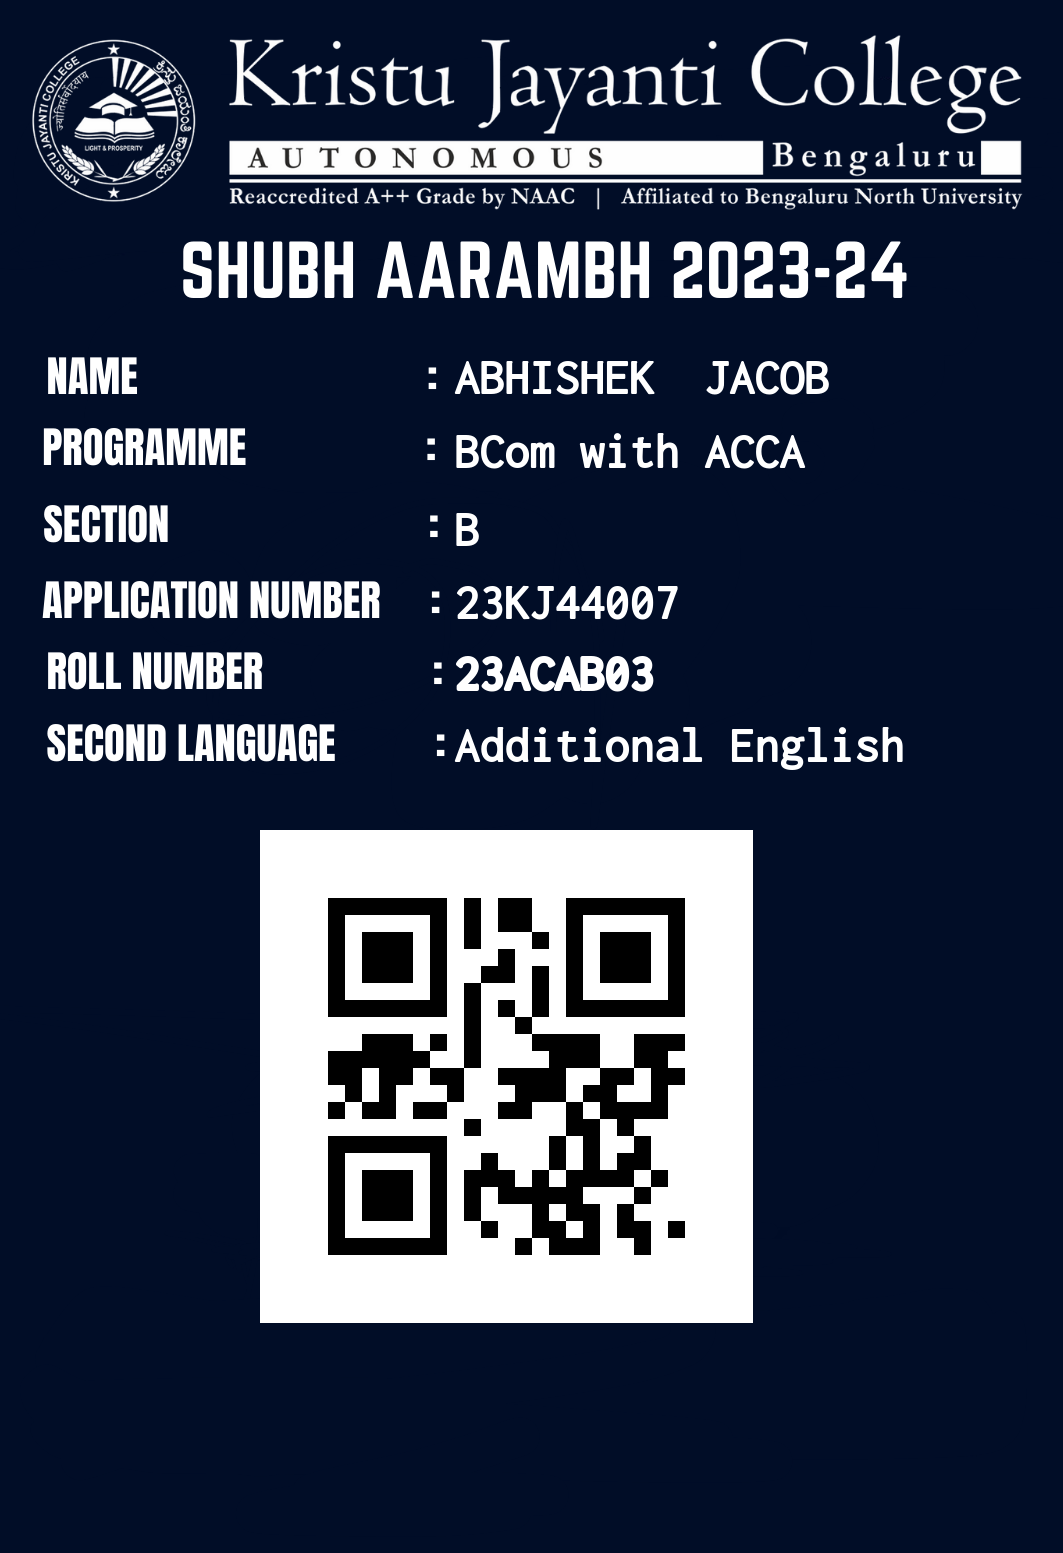 Kristu Jayanti College
AUTONOMOUS Bengaluru
Reaccredited A++ Grade by NAAC | Affiliated to Bengaluru North University
KRISTU JAYANTI COLLEGE
LIGHT & PROSPERITY
SHUBH AARAMBH 2023-24
NAME : ABHISHEK JACOB
PROGRAMME : BCom with ACCA
SECTION : B
APPLICATION NUMBER : 23KJ44007
ROLL NUMBER : 23ACAB03
SECOND LANGUAGE : Additional English